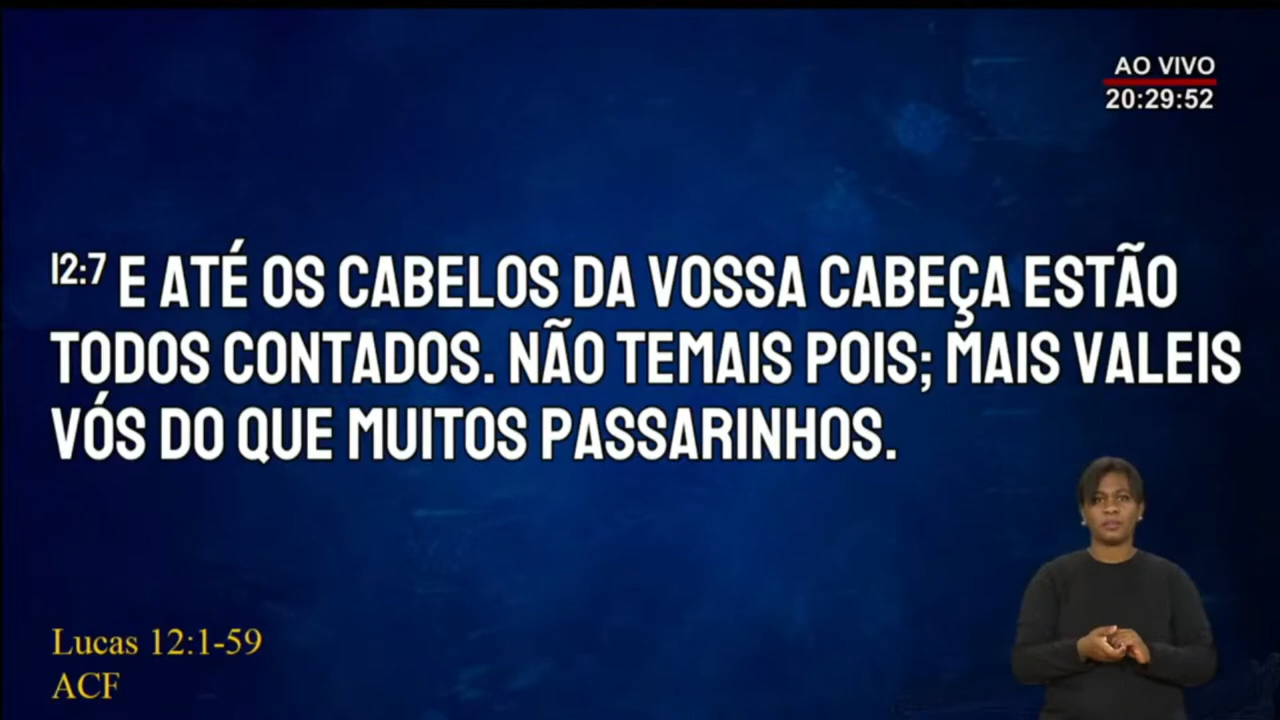 AO VIVO
20:29:52
12:7 E ATÉ OS CABELOS DA VOSSA CABEÇA ESTÃO
TODOS CONTADOS. NÃO TEMAIS POIS; MAIS VALEIS
VÓS DO QUE MUITOS PASSARINHOS.
Lucas 12:1-59
ACF